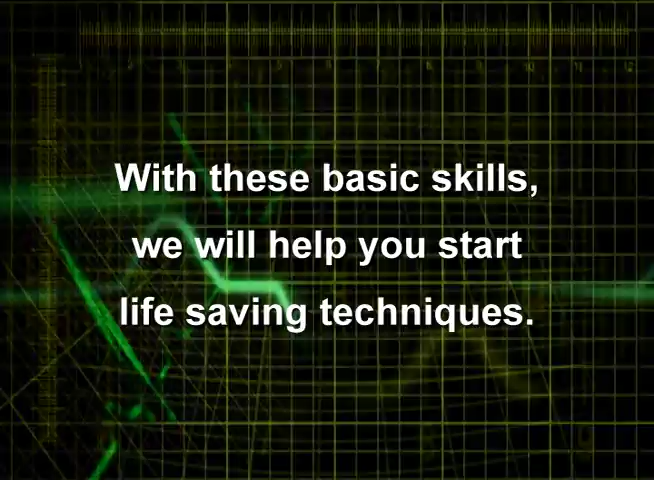 With these basic skills,
we will help you start
life saving techniques.